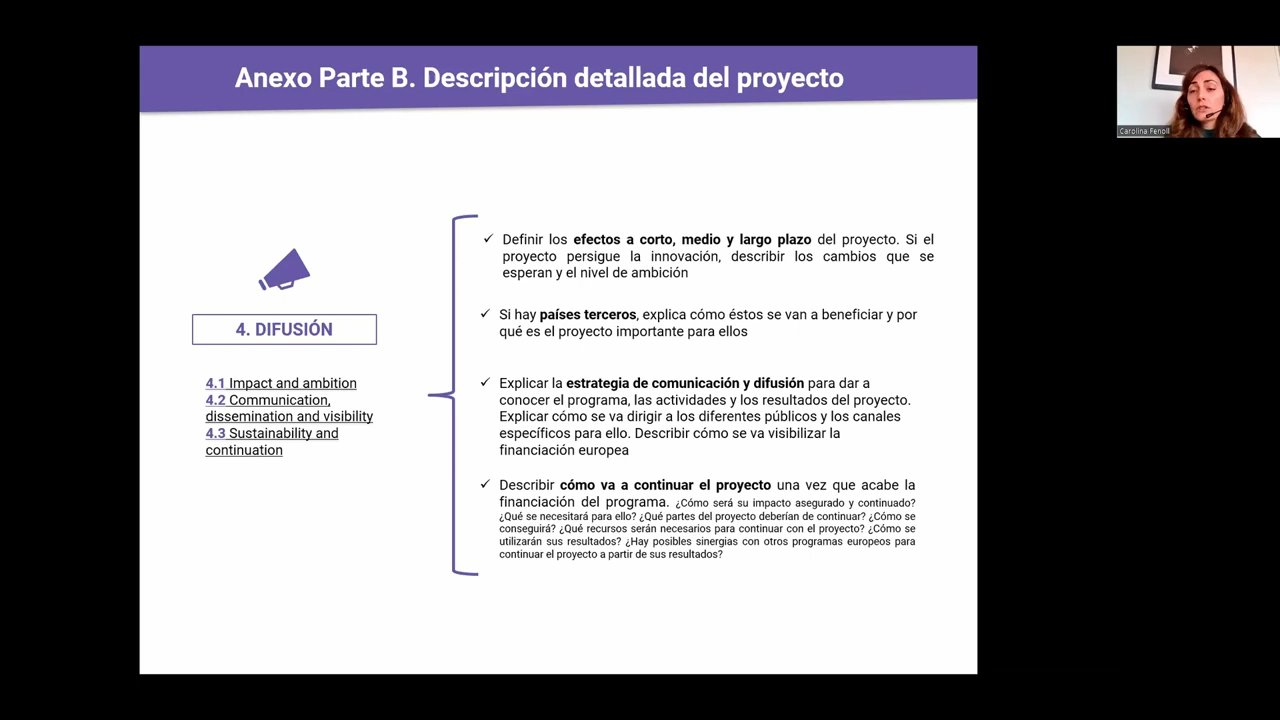 Anexo Parte B. Descripción detallada del proyecto
Carolina Fenoll
4. DIFUSIÓN
4.1 Impact and ambition
4.2 Communication,
dissemination and visibility
4.3 Sustainability and
continuation
✓ Definir los efectos a corto, medio y largo plazo del proyecto. Si el
proyecto persigue la innovación, describir los cambios que se
esperan y el nivel de ambición
✓ Si hay países terceros, explica cómo éstos se van a beneficiar y por
qué es el proyecto importante para ellos
✓ Explicar la estrategia de comunicación y difusión para dar a
conocer el programa, las actividades y los resultados del proyecto.
Explicar cómo se va dirigir a los diferentes públicos y los canales
específicos para ello. Describir cómo se va visibilizar la
financiación europea
✓ Describir cómo va a continuar el proyecto una vez que acabe la
financiación del programa. ¿Cómo será su impacto asegurado y continuado?
¿Qué se necesitará para ello? ¿Qué partes del proyecto deberían de continuar? ¿Cómo se
conseguirá? ¿Qué recursos serán necesarios para continuar con el proyecto? ¿Cómo se
utilizarán sus resultados? ¿Hay posibles sinergias con otros programas europeos para
continuar el proyecto a partir de sus resultados?